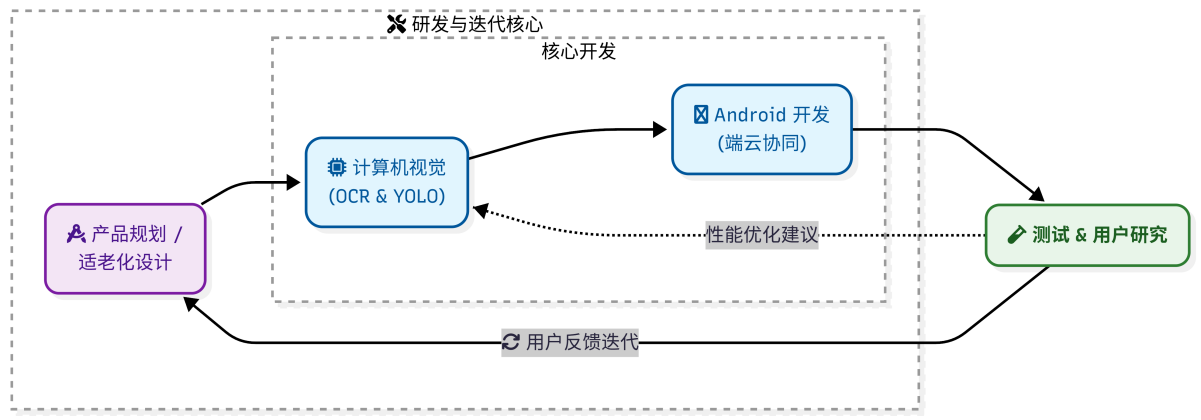 研发与迭代核心
核心开发
Android 开发
(端云协同)
计算机视觉
(OCR & YOLO)
产品规划 /
适老化设计
性能优化建议
测试 & 用户研究
用户反馈迭代